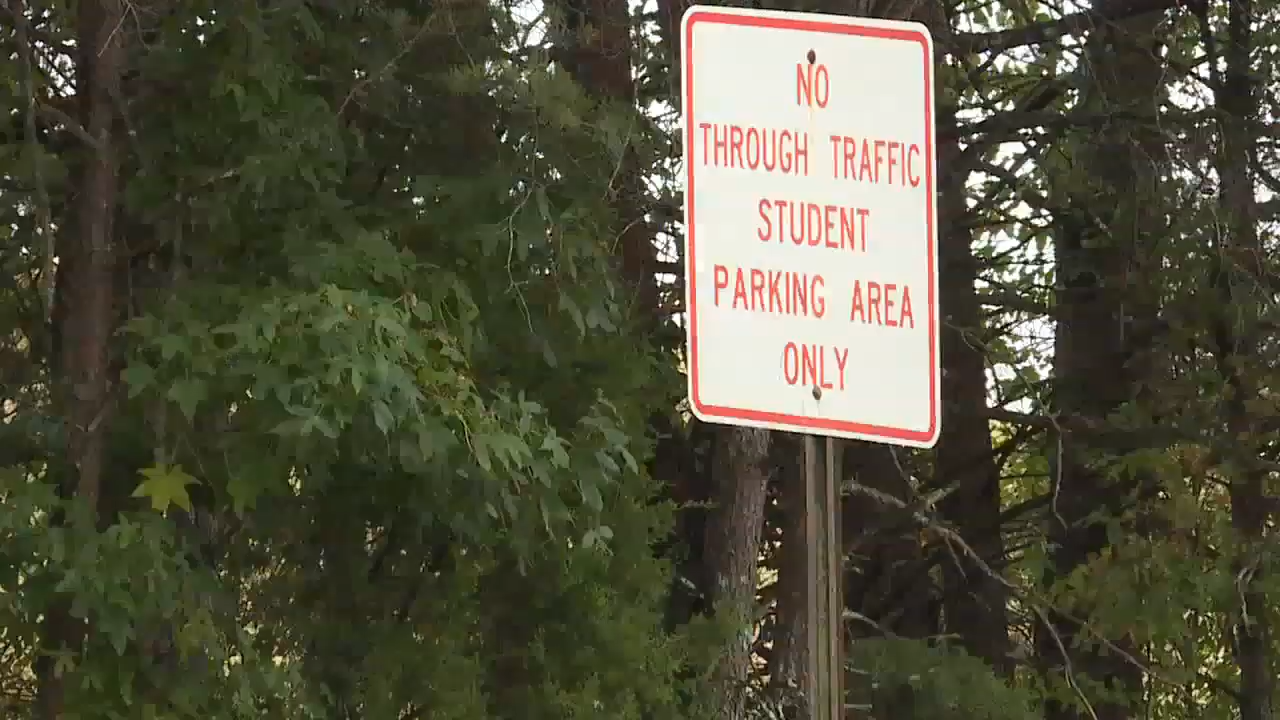 NO
THROUGH TRAFFIC
STUDENT
PARKING AREA
ONLY